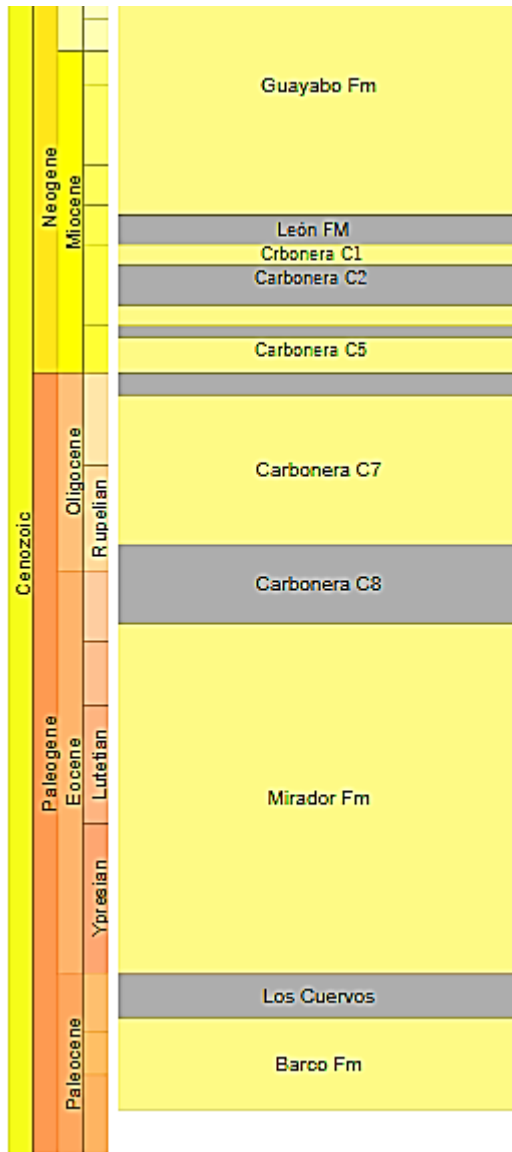 Cenozoic
Neogene
Paleogene
Miocene
Oligocene
Eocene
Paleocene
Rupelian
Lutetian
Ypresian
Guayabo Fm
León FM
Crbonera C1
Carbonera C2
Carbonera C5
Carbonera C7
Carbonera C8
Mirador Fm
Los Cuervos
Barco Fm